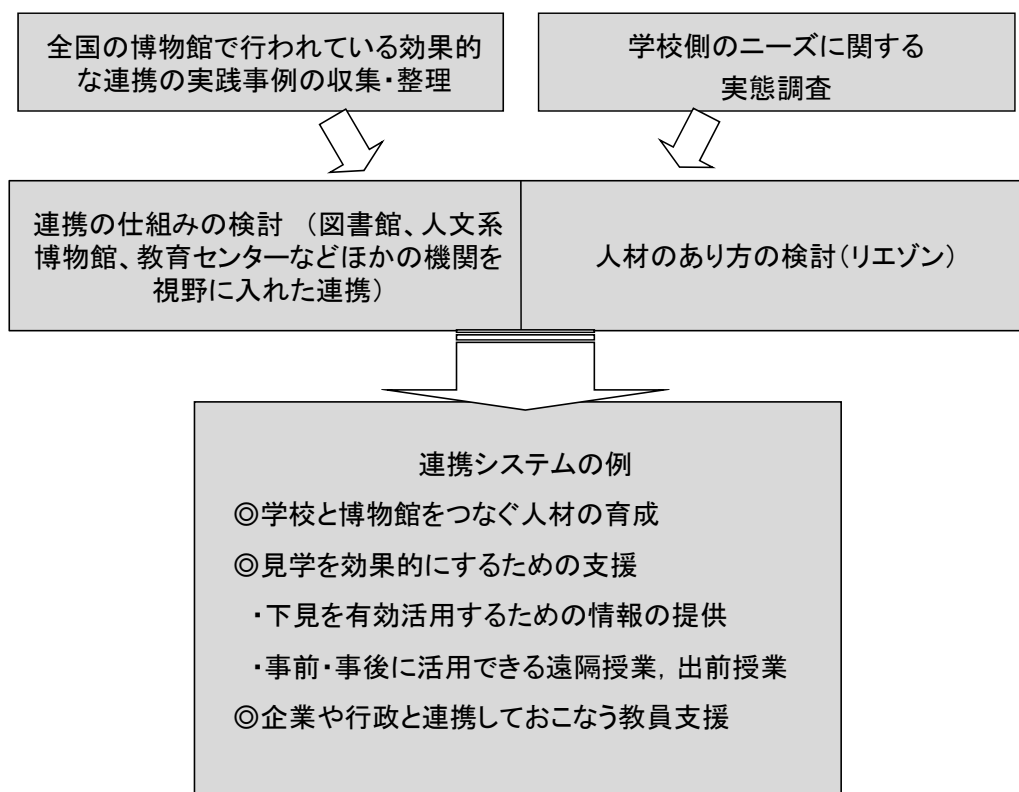 全国の博物館で行われている効果的
な連携の実践事例の収集・整理
学校側のニーズに関する
実態調査
連携の仕組みの検討　（図書館、人文系
博物館、教育センターなどほかの機関を
視野に入れた連携）
人材のあり方の検討（リエゾン）
連携システムの例
◎学校と博物館をつなぐ人材の育成
◎見学を効果的にするための支援
・下見を有効活用するための情報の提供
・事前・事後に活用できる遠隔授業，出前授業
◎企業や行政と連携しておこなう教員支援